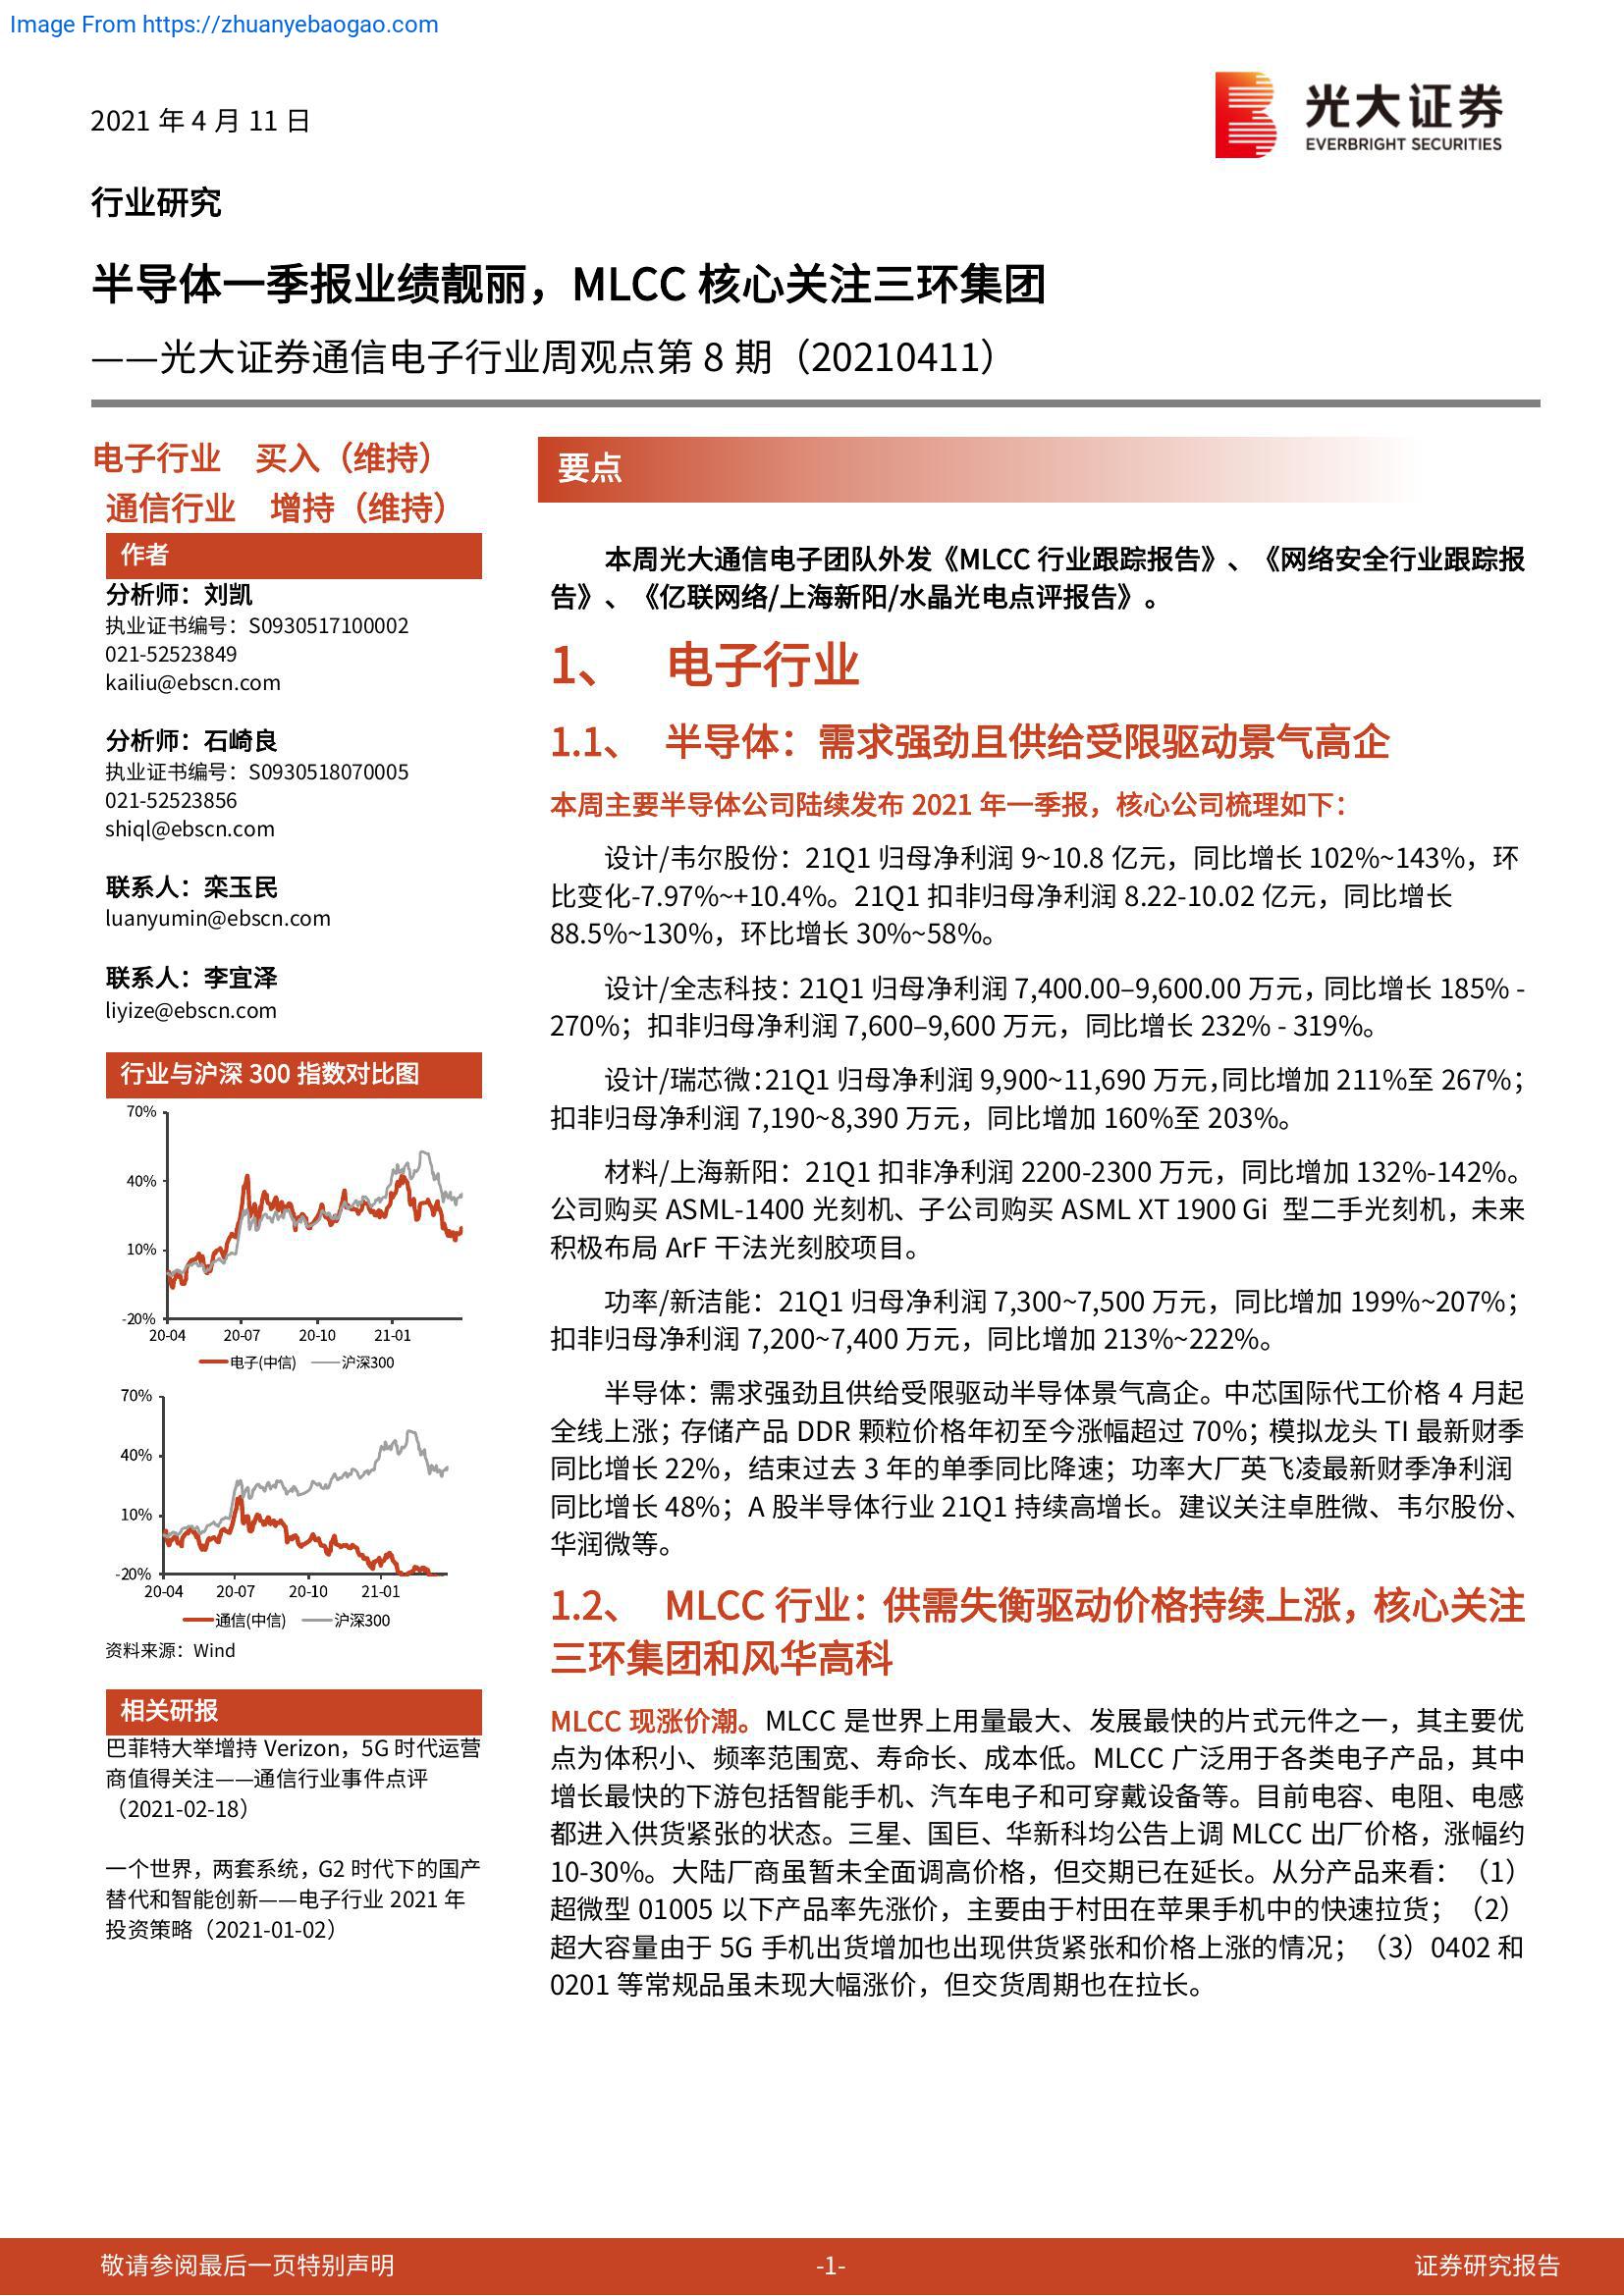 Image From https://zhuanyebaogao.com
2021 年 4 月 11 日
光大证券
EVERBRIGHT SECURITIES
行业研究
半导体一季报业绩靓丽，MLCC 核心关注三环集团
——光大证券通信电子行业周观点第 8 期（20210411）
电子行业 买入（维持）
通信行业 增持（维持）
作者
分析师：刘凯
执业证书编号：S0930517100002
021-52523849
kailiu@ebscn.com
分析师：石崎良
执业证书编号：S0930518070005
021-52523856
shiql@ebscn.com
联系人：栾玉民
luanyumin@ebscn.com
联系人：李宜泽
liyize@ebscn.com
行业与沪深 300 指数对比图
70%
40%
10%
-20%
20-04 20-07 20-10 21-01
电子(中信) 沪深300
70%
40%
10%
-20%
20-04 20-07 20-10 21-01
通信(中信) 沪深300
资料来源：Wind
相关研报
巴菲特大举增持 Verizon，5G 时代运营
商值得关注——通信行业事件点评
（2021-02-18）
一个世界，两套系统，G2 时代下的国产
替代和智能创新——电子行业 2021 年
投资策略（2021-01-02）
要点
本周光大通信电子团队外发《MLCC 行业跟踪报告》、《网络安全行业跟踪报
告》、《亿联网络/上海新阳/水晶光电点评报告》。
1、 电子行业
1.1、 半导体：需求强劲且供给受限驱动景气高企
本周主要半导体公司陆续发布 2021 年一季报，核心公司梳理如下：
设计/韦尔股份：21Q1 归母净利润 9~10.8 亿元，同比增长 102%~143%，环
比变化-7.97%~+10.4%。21Q1 扣非归母净利润 8.22-10.02 亿元，同比增长
88.5%~130%，环比增长 30%~58%。
设计/全志科技：21Q1 归母净利润 7,400.00–9,600.00 万元，同比增长 185% -
270%；扣非归母净利润 7,600–9,600 万元，同比增长 232% - 319%。
设计/瑞芯微：21Q1 归母净利润 9,900~11,690 万元，同比增加 211%至 267%；
扣非归母净利润 7,190~8,390 万元，同比增加 160%至 203%。
材料/上海新阳：21Q1 扣非净利润 2200-2300 万元，同比增加 132%-142%。
公司购买 ASML-1400 光刻机、子公司购买 ASML XT 1900 Gi 型二手光刻机，未来
积极布局 ArF 干法光刻胶项目。
功率/新洁能：21Q1 归母净利润 7,300~7,500 万元，同比增加 199%~207%；
扣非归母净利润 7,200~7,400 万元，同比增加 213%~222%。
半导体：需求强劲且供给受限驱动半导体景气高企。中芯国际代工价格 4 月起
全线上涨；存储产品 DDR 颗粒价格年初至今涨幅超过 70%；模拟龙头 TI 最新财季
同比增长 22%，结束过去 3 年的单季同比降速；功率大厂英飞凌最新财季净利润
同比增长 48%；A 股半导体行业 21Q1 持续高增长。建议关注卓胜微、韦尔股份、
华润微等。
1.2、 MLCC 行业：供需失衡驱动价格持续上涨，核心关注
三环集团和风华高科
MLCC 现涨价潮。MLCC 是世界上用量最大、发展最快的片式元件之一，其主要优
点为体积小、频率范围宽、寿命长、成本低。MLCC 广泛用于各类电子产品，其中
增长最快的下游包括智能手机、汽车电子和可穿戴设备等。目前电容、电阻、电感
都进入供货紧张的状态。三星、国巨、华新科均公告上调 MLCC 出厂价格，涨幅约
10-30%。大陆厂商虽暂未全面调高价格，但交期已在延长。从分产品来看：（1）
超微型 01005 以下产品率先涨价，主要由于村田在苹果手机中的快速拉货；（2）
超大容量由于 5G 手机出货增加也出现供货紧张和价格上涨的情况；（3）0402 和
0201 等常规品虽未现大幅涨价，但交货周期也在拉长。
敬请参阅最后一页特别声明
-1-
证券研究报告